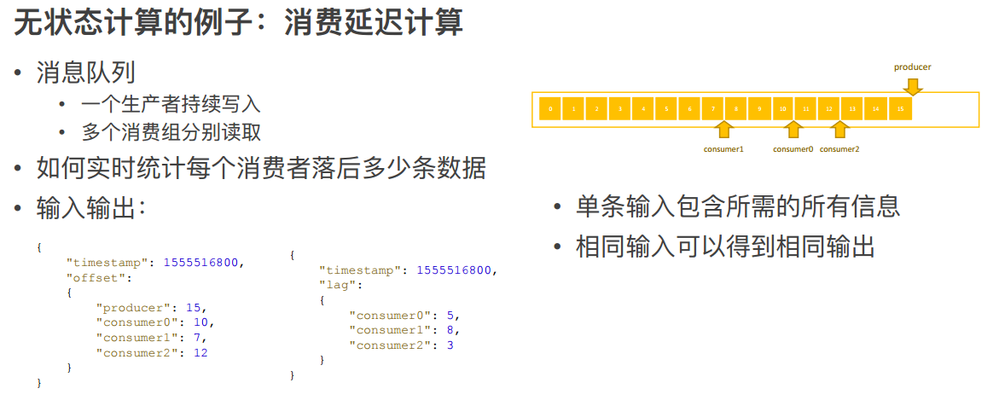 无状态计算的例子：消费延迟计算
• 消息队列
• 一个生产者持续写入
• 多个消费组分别读取
• 如何实时统计每个消费者落后多少条数据
• 输入输出：
{
"timestamp": 1555516800,
"offset":
{
"producer": 15,
"consumer0": 10,
"consumer1": 7,
"consumer2": 12
}
}
{
"timestamp": 1555516800,
"lag":
{
"consumer0": 5,
"consumer1": 8,
"consumer2": 3
}
}
producer
0 1 2 3 4 5 6 7 8 9 10 11 12 13 14 15
consumer1 consumer0 consumer2
• 单条输入包含所需的所有信息
• 相同输入可以得到相同输出